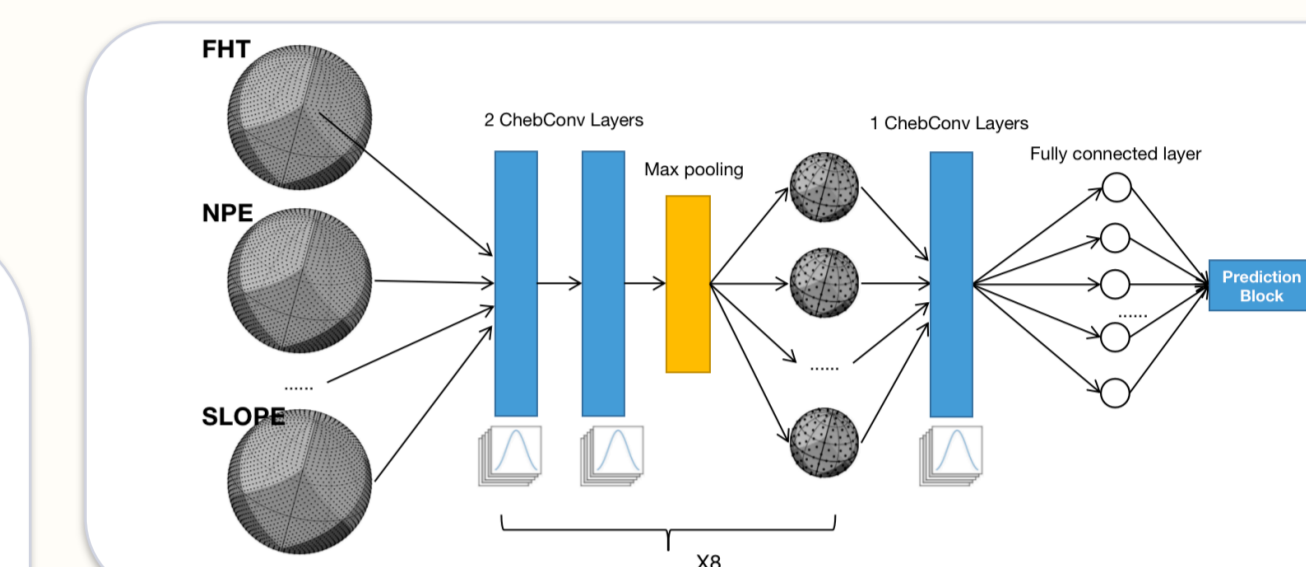 FHT
NPE
......
SLOPE
2 ChebConv Layers
Max pooling
......
1 ChebConv Layers
Fully connected layer
......
Prediction
Block
X8